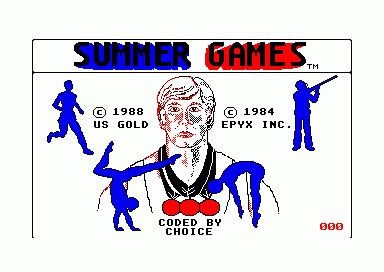 SUMMER GAMES TM
© 1988
US GOLD
© 1984
EPYX INC.
CODED BY
CHOICE
000